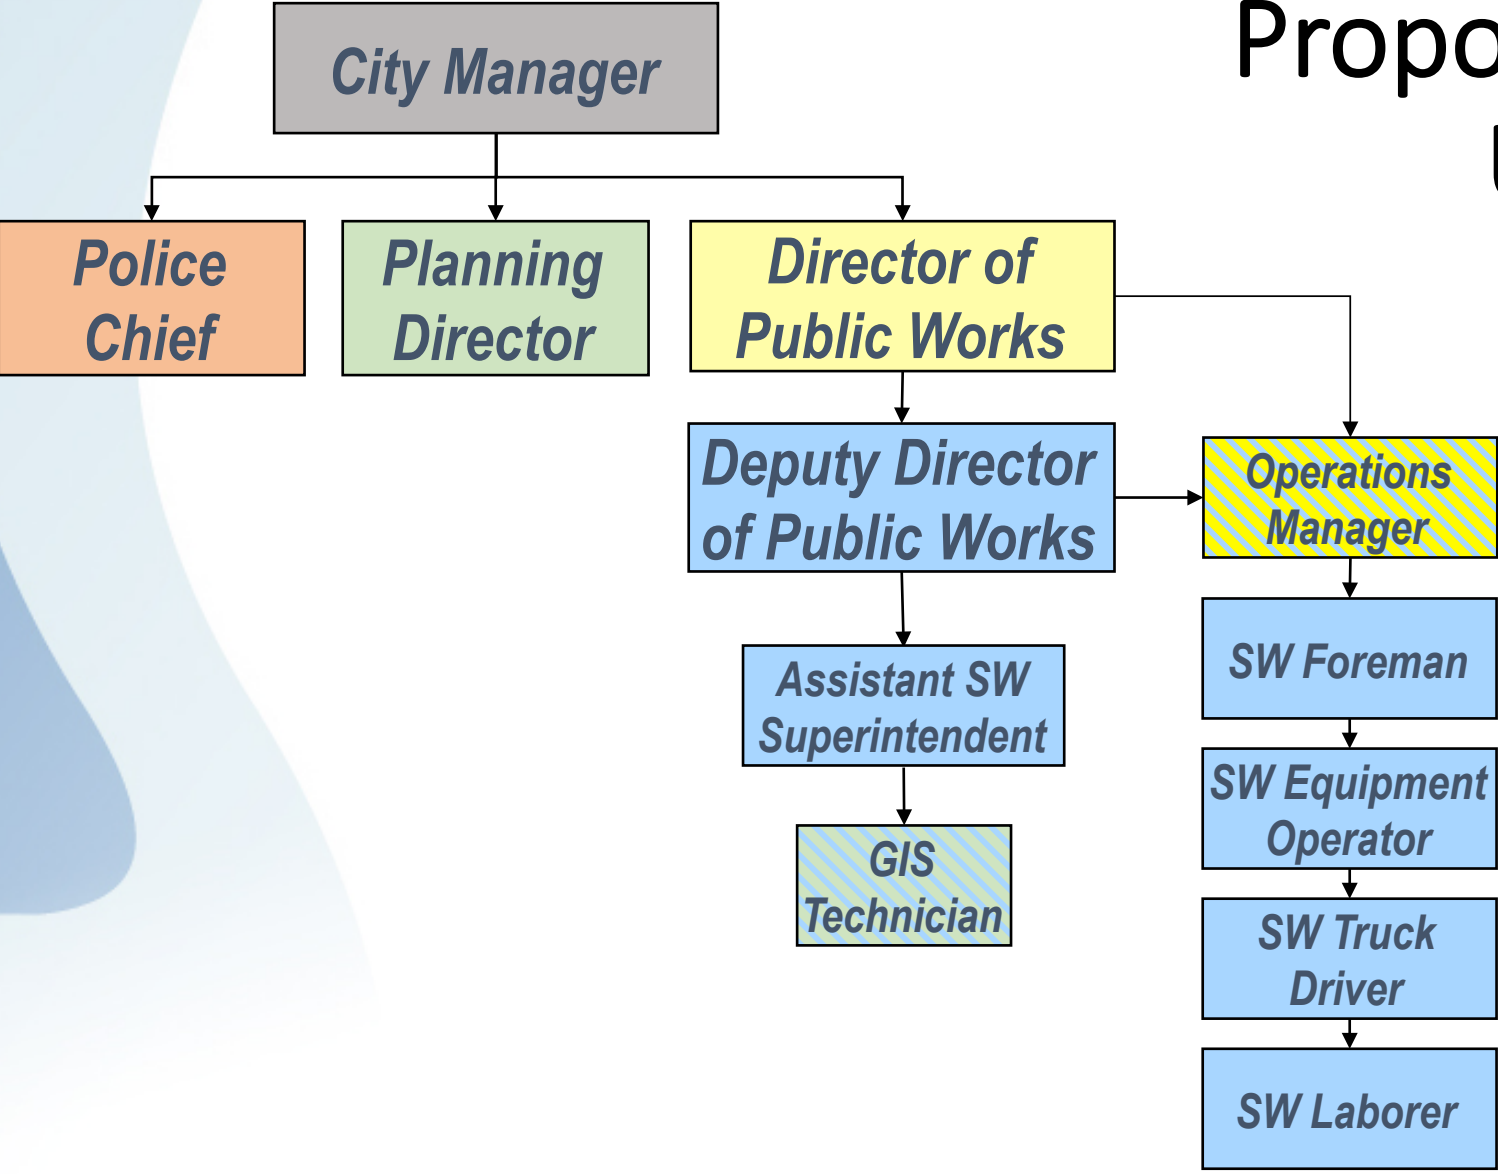 City Manager
Police
Chief
Planning
Director
Director of
Public Works
Deputy Director
of Public Works
Operations
Manager
SW Foreman
Assistant SW
Superintendent
SW Equipment
Operator
GIS
Technician
SW Truck
Driver
SW Laborer